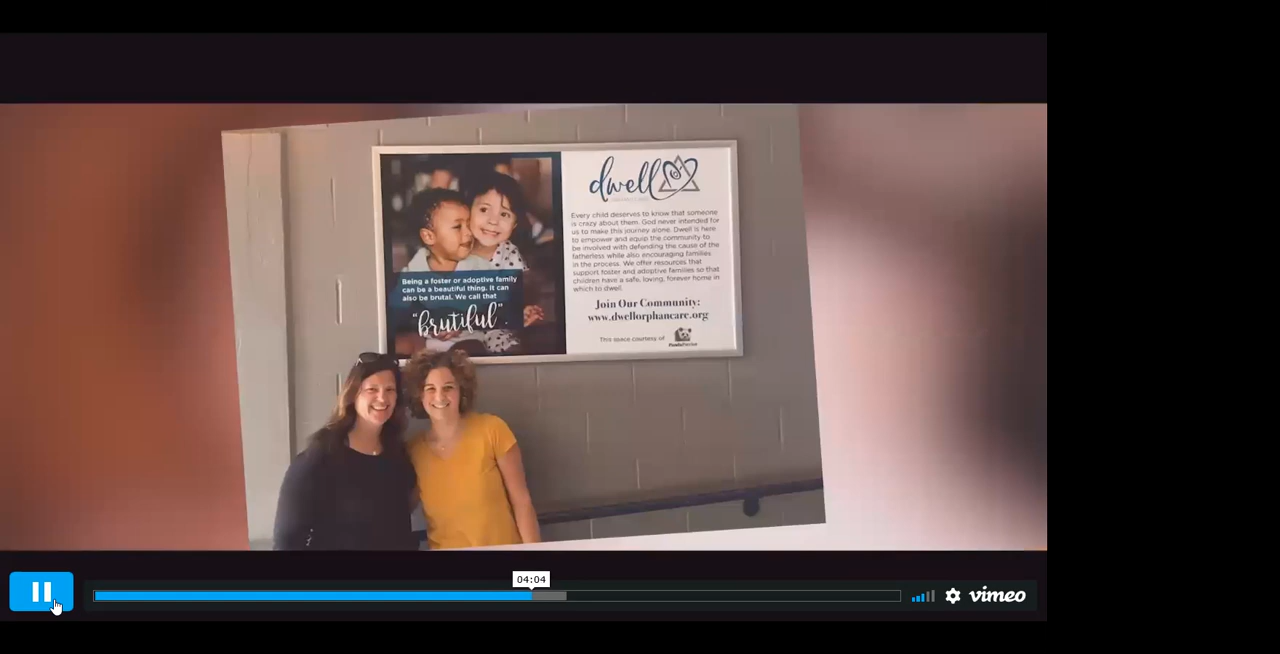 dwell
Every child deserves to know that someone
is crazy about them. God never intended for
us to make this journey alone. Dwell is here
to empower and equip the community to
be involved with defending the cause of the
fatherless while also encouraging families
in the process. We offer resources that
support foster and adoptive families so that
children have a safe, loving, forever home in
which to dwell.
Join Our Community:
www.dwellorphancare.org
This space courtesy of
Being a foster or adoptive family
can be a beautiful thing. It can
also be brutal. We call that
"brutiful".
04:04
vimeo